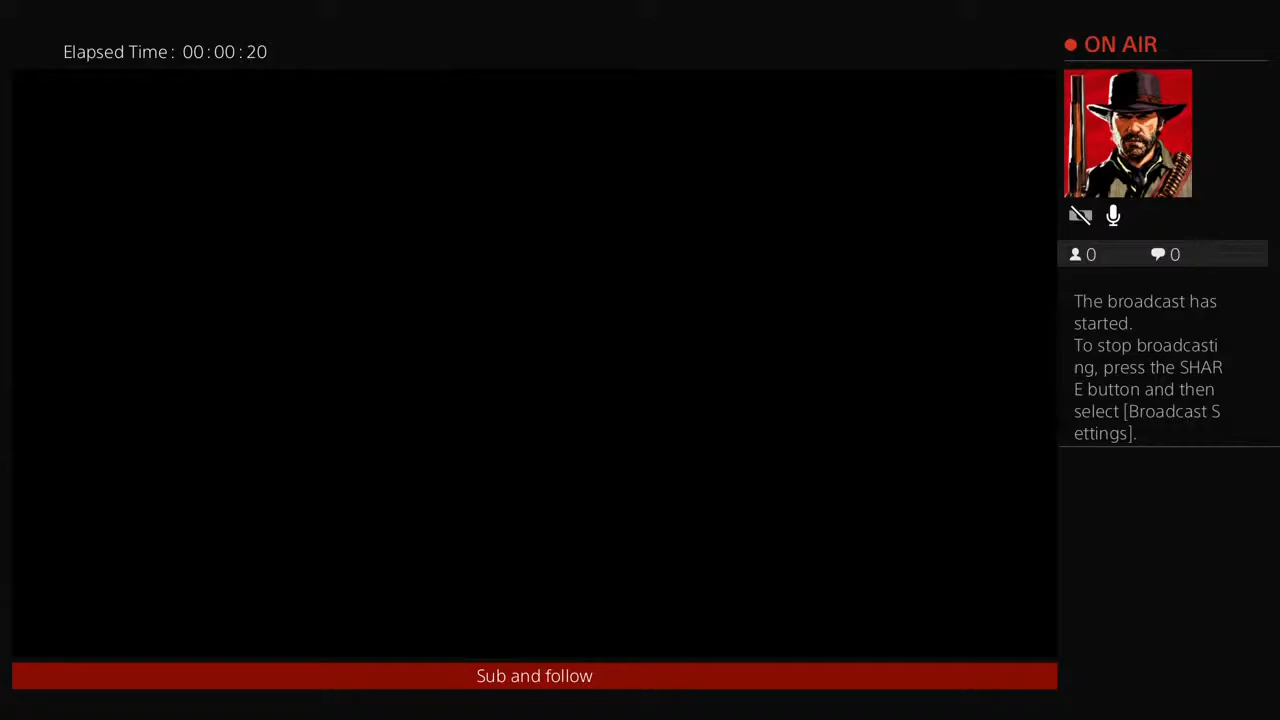 Elapsed Time: 00:00:20
ON AIR
0 0
The broadcast has
started.
To stop broadcasti
ng, press the SHAR
E button and then
select [Broadcast S
ettings].
Sub and follow